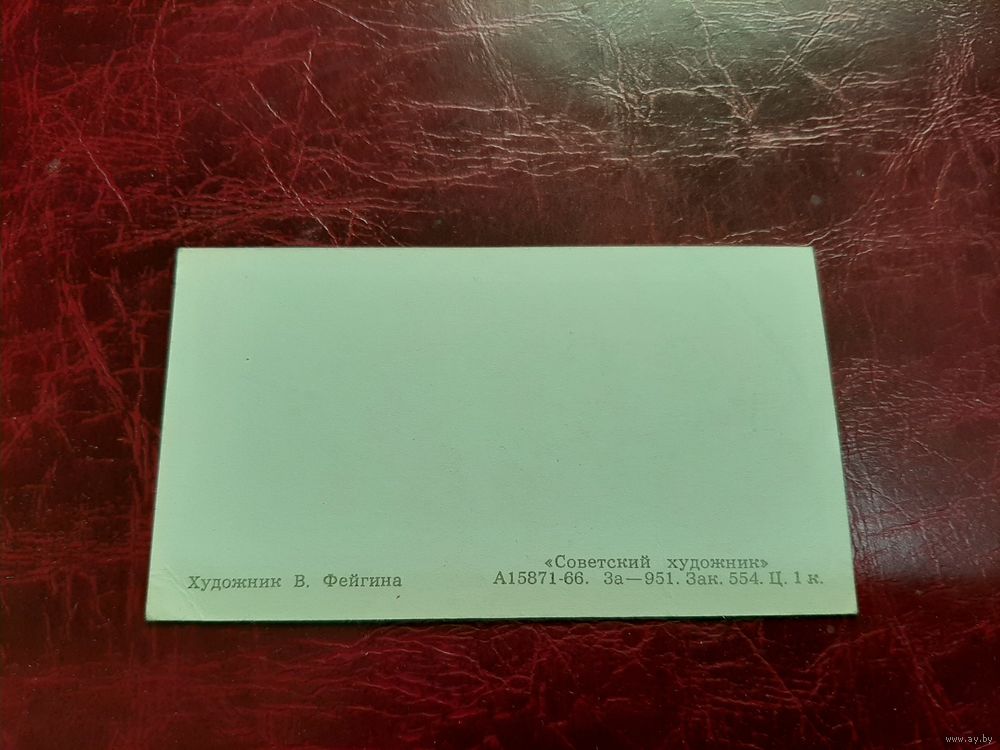 Художник В. Фейгина
«Советский художник»
А15871-66. За—951. Зак. 554. Ц. 1 к.
www.ay.by